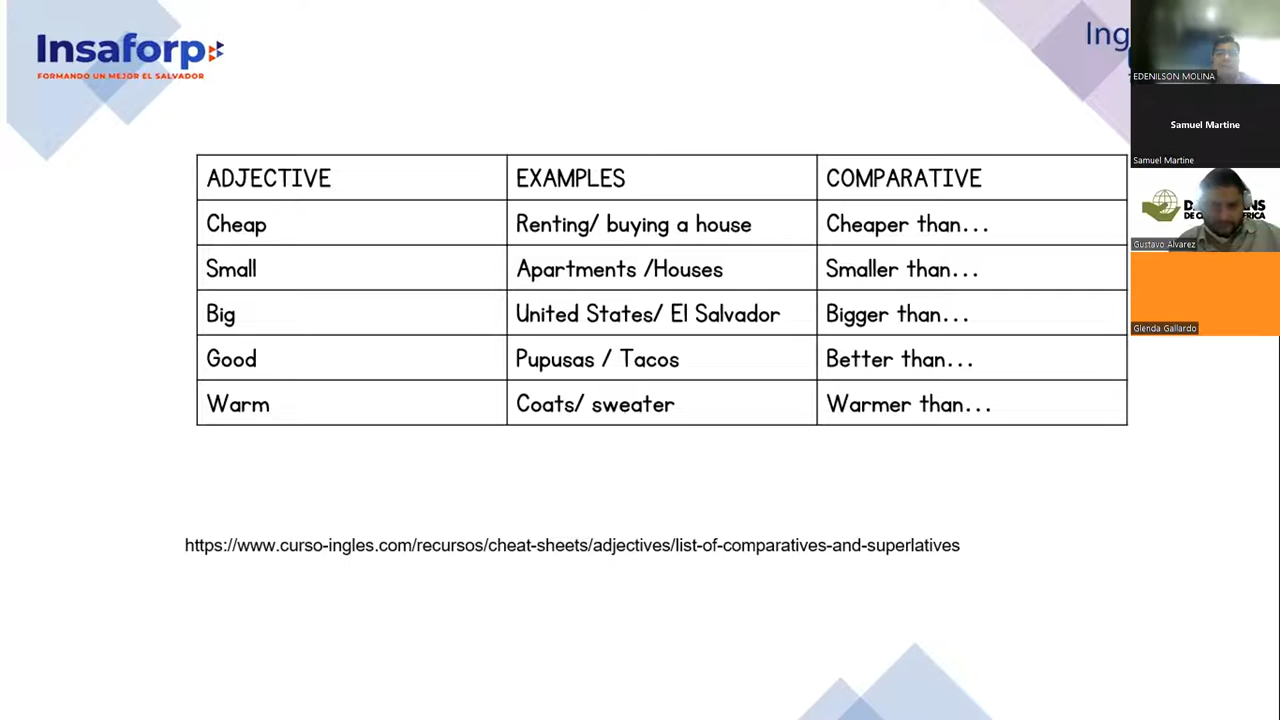 Insaforp
FORMANDO UN MEJOR EL SALVADOR
Ing
EDENILSON MOLINA
Samuel Martine
Samuel Martine
DE C
Gustavo Alvarez
Glenda Gallardo
ADJECTIVE EXAMPLES COMPARATIVE
Cheap Renting/ buying a house Cheaper than...
Small Apartments /Houses Smaller than...
Big United States/ El Salvador Bigger than...
Good Pupusas / Tacos Better than...
Warm Coats/ sweater Warmer than...
https://www.curso-ingles.com/recursos/cheat-sheets/adjectives/list-of-comparatives-and-superlatives